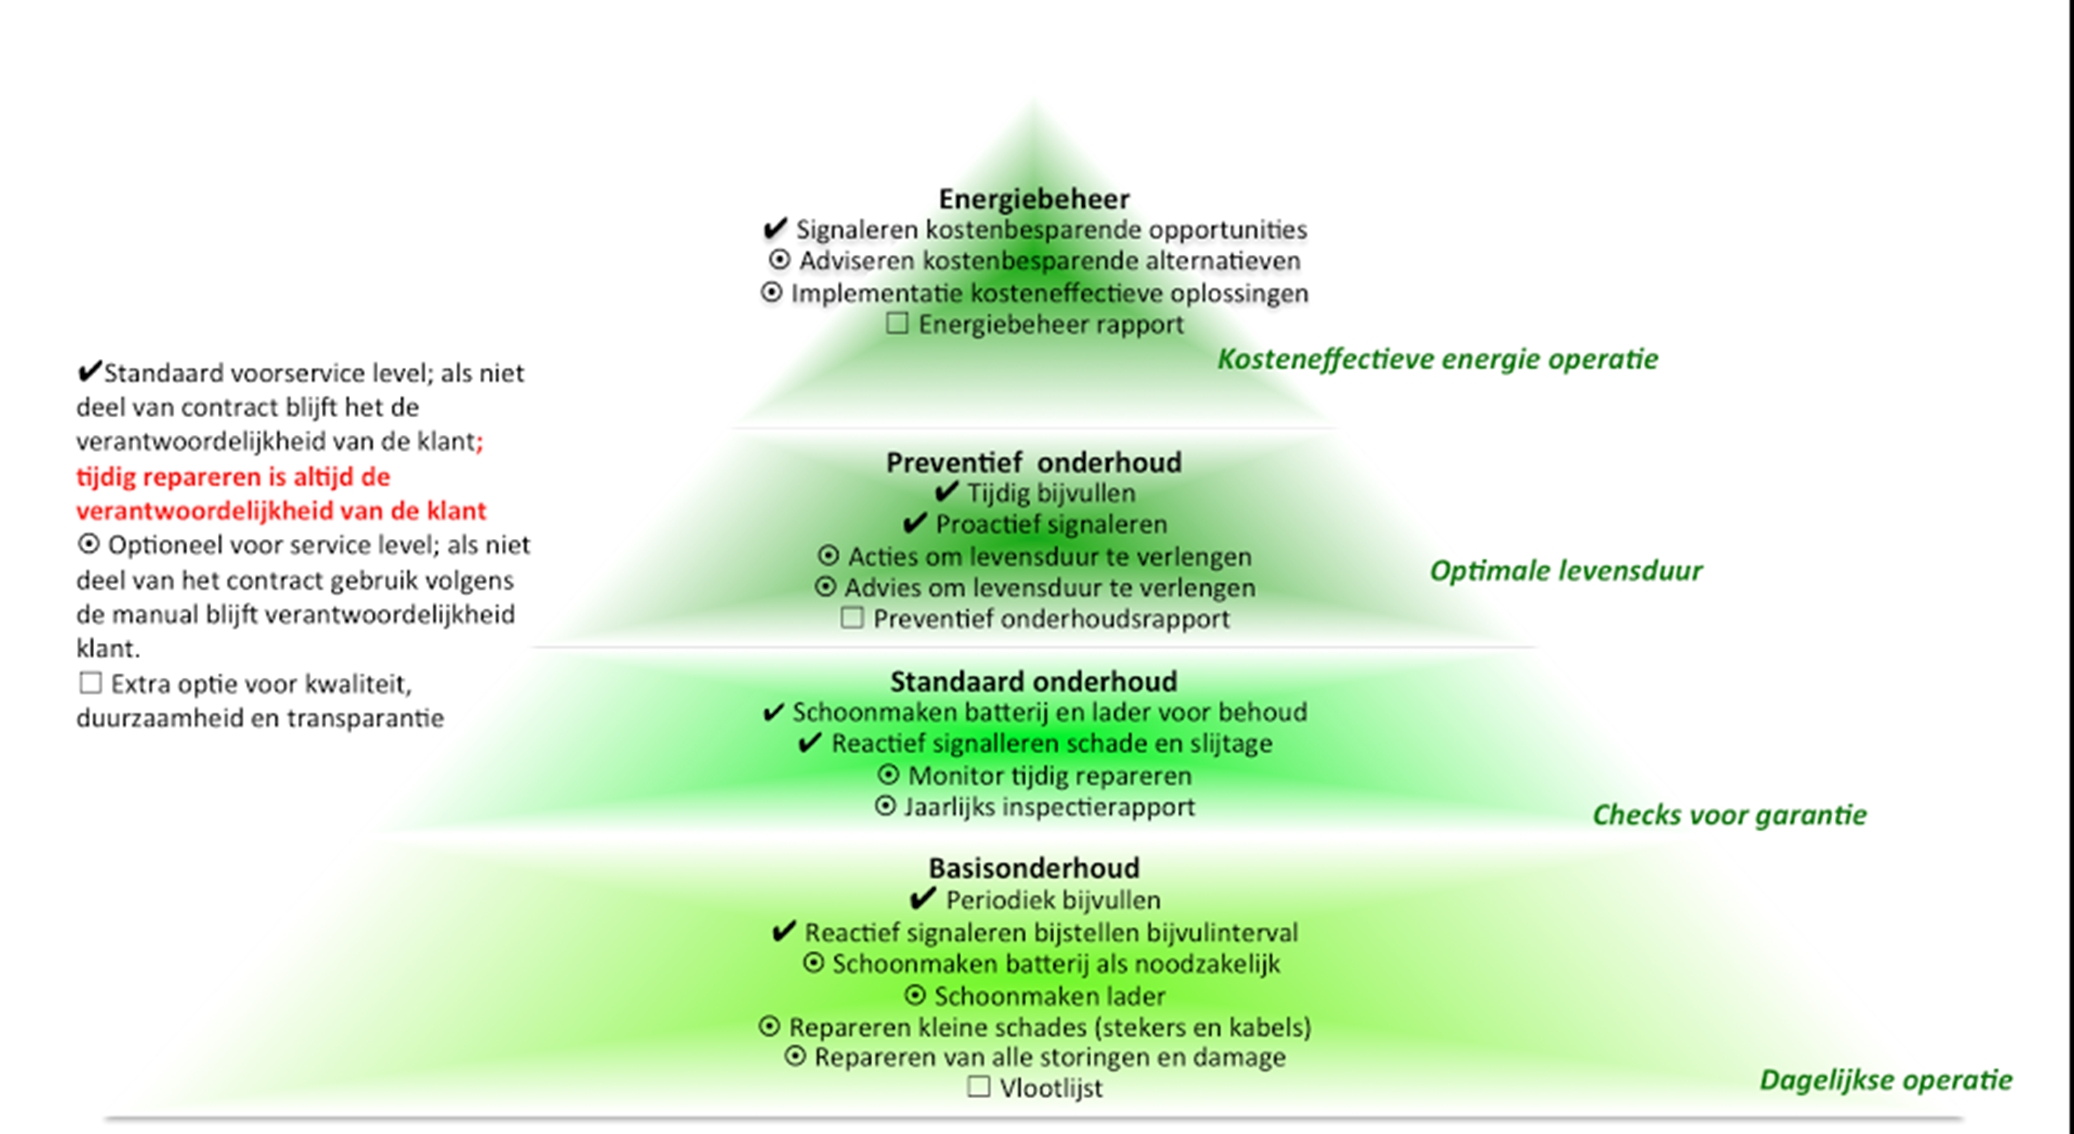 Energiebeheer
✔ Signaleren kostenbesparende opportunities
⊙ Adviseren kostenbesparende alternatieven
⊙ Implementatie kosteneffectieve oplossingen
☐ Energiebeheer rapport
Kosteneffectieve energie operatie
✔Standaard voorservice level; als niet
deel van contract blijft het de
verantwoordelijkheid van de klant;
tijdig repareren is altijd de
verantwoordelijkheid van de klant
⊙ Optioneel voor service level; als niet
deel van het contract gebruik volgens
de manual blijft verantwoordelijkheid
klant.
☐ Extra optie voor kwaliteit,
duurzaamheid en transparantie
Preventief onderhoud
✔ Tijdig bijvullen
✔ Proactief signaleren
⊙ Acties om levensduur te verlengen
⊙ Advies om levensduur te verlengen
☐ Preventief onderhoudsrapport
Optimale levensduur
Standaard onderhoud
✔ Schoonmaken batterij en lader voor behoud
✔ Reactief signalleren schade en slijtage
⊙ Monitor tijdig repareren
⊙ Jaarlijks inspectierapport
Checks voor garantie
Basisonderhoud
✔ Periodiek bijvullen
✔ Reactief signaleren bijstellen bijvulinterval
⊙ Schoonmaken batterij als noodzakelijk
⊙ Schoonmaken lader
⊙ Repareren kleine schades (stekers en kabels)
⊙ Repareren van alle storingen en damage
☐ Vlootlijst
Dagelijkse operatie